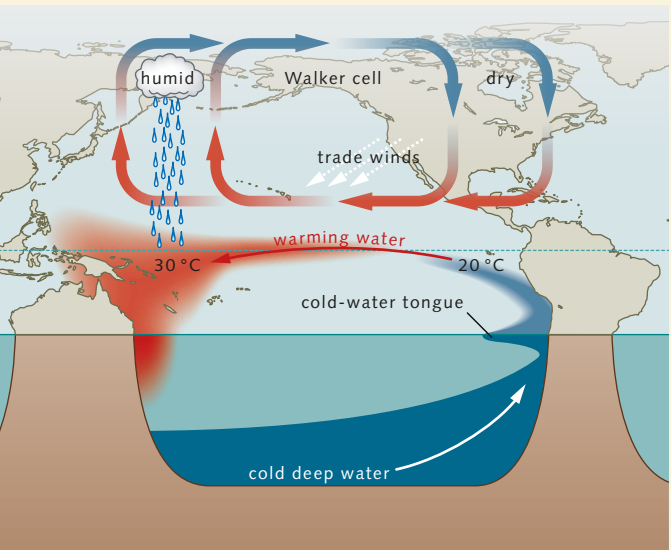 humid
Walker cell
dry
trade winds
warming water
30 °C
20 °C
cold-water tongue
cold deep water